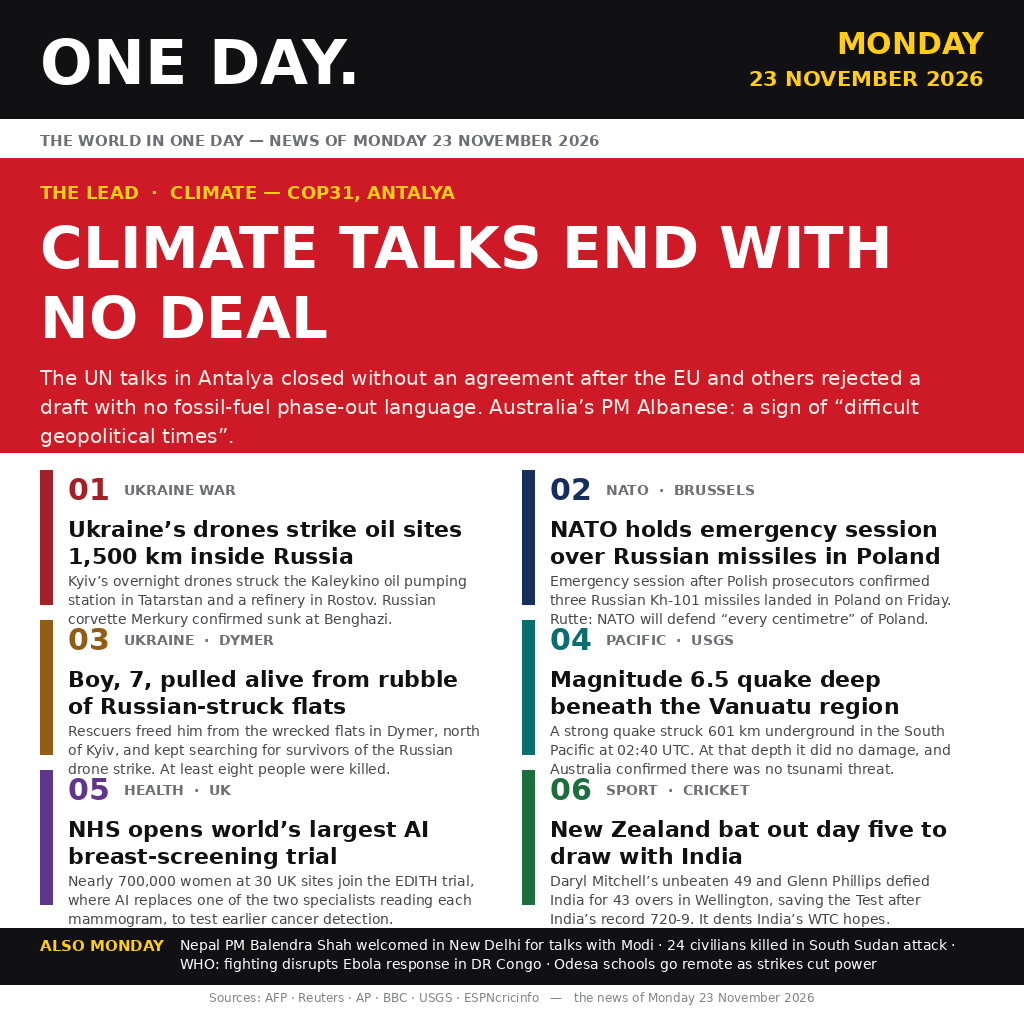 ONE DAY.
MONDAY
23 NOVEMBER 2026
THE WORLD IN ONE DAY — NEWS OF MONDAY 23 NOVEMBER 2026
THE LEAD · CLIMATE — COP31, ANTALYA
CLIMATE TALKS END WITH
NO DEAL
The UN talks in Antalya closed without an agreement after the EU and others rejected a
draft with no fossil-fuel phase-out language. Australia’s PM Albanese: a sign of “difficult
geopolitical times”.
01 UKRAINE WAR
Ukraine’s drones strike oil sites
1,500 km inside Russia
Kyiv’s overnight drones struck the Kaleykino oil pumping
station in Tatarstan and a refinery in Rostov. Russian
corvette Merkury confirmed sunk at Benghazi.
02 NATO · BRUSSELS
NATO holds emergency session
over Russian missiles in Poland
Emergency session after Polish prosecutors confirmed
three Russian Kh-101 missiles landed in Poland on Friday.
Rutte: NATO will defend “every centimetre” of Poland.
03 UKRAINE · DYMER
Boy, 7, pulled alive from rubble
of Russian-struck flats
Rescuers freed him from the wrecked flats in Dymer, north
of Kyiv, and kept searching for survivors of the Russian
drone strike. At least eight people were killed.
04 PACIFIC · USGS
Magnitude 6.5 quake deep
beneath the Vanuatu region
A strong quake struck 601 km underground in the South
Pacific at 02:40 UTC. At that depth it did no damage, and
Australia confirmed there was no tsunami threat.
05 HEALTH · UK
NHS opens world’s largest AI
breast-screening trial
Nearly 700,000 women at 30 UK sites join the EDITH trial,
where AI replaces one of the two specialists reading each
mammogram, to test earlier cancer detection.
06 SPORT · CRICKET
New Zealand bat out day five to
draw with India
Daryl Mitchell’s unbeaten 49 and Glenn Phillips defied
India for 43 overs in Wellington, saving the Test after
India’s record 720-9. It dents India’s WTC hopes.
ALSO MONDAY
Nepal PM Balendra Shah welcomed in New Delhi for talks with Modi · 24 civilians killed in South Sudan attack ·
WHO: fighting disrupts Ebola response in DR Congo · Odesa schools go remote as strikes cut power
Sources: AFP · Reuters · AP · BBC · USGS · ESPNcricinfo — the news of Monday 23 November 2026